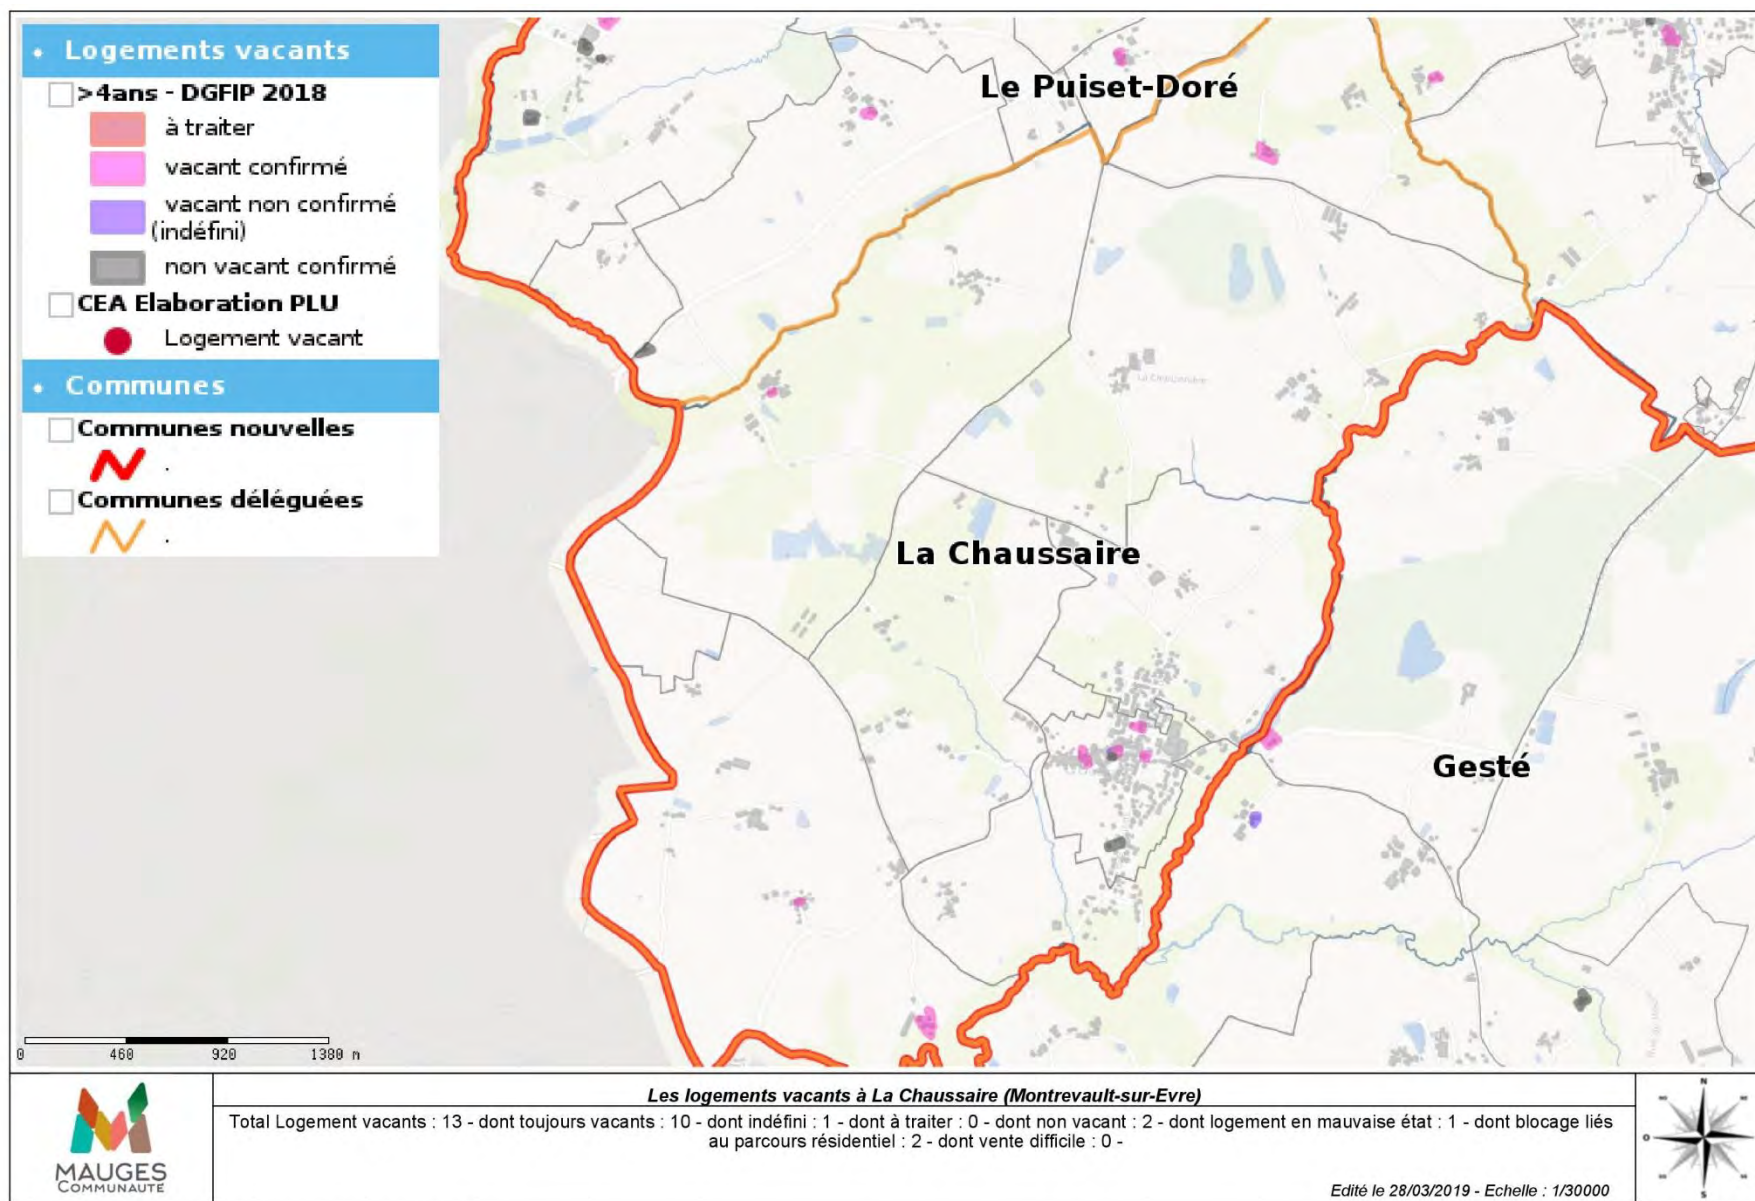 • Logements vacants
>4ans - DGFIP 2018
à traiter
vacant confirmé
vacant non confirmé
(indéfini)
non vacant confirmé
CEA Elaboration PLU
Logement vacant
• Communes
Communes nouvelles
.
Communes déléguées
.
Le Puiset-Doré
La Chaussaire
Gesté
0 460 920 1380 m
MAUGES
COMMUNAUTÉ
Les logements vacants à La Chaussaire (Montrevault-sur-Evre)
Total Logement vacants : 13 - dont toujours vacants : 10 - dont indéfini : 1 - dont à traiter : 0 - dont non vacant : 2 - dont logement en mauvaise état : 1 - dont blocage liés
au parcours résidentiel : 2 - dont vente difficile : 0 -
Edité le 28/03/2019 - Echelle : 1/30000
N
S